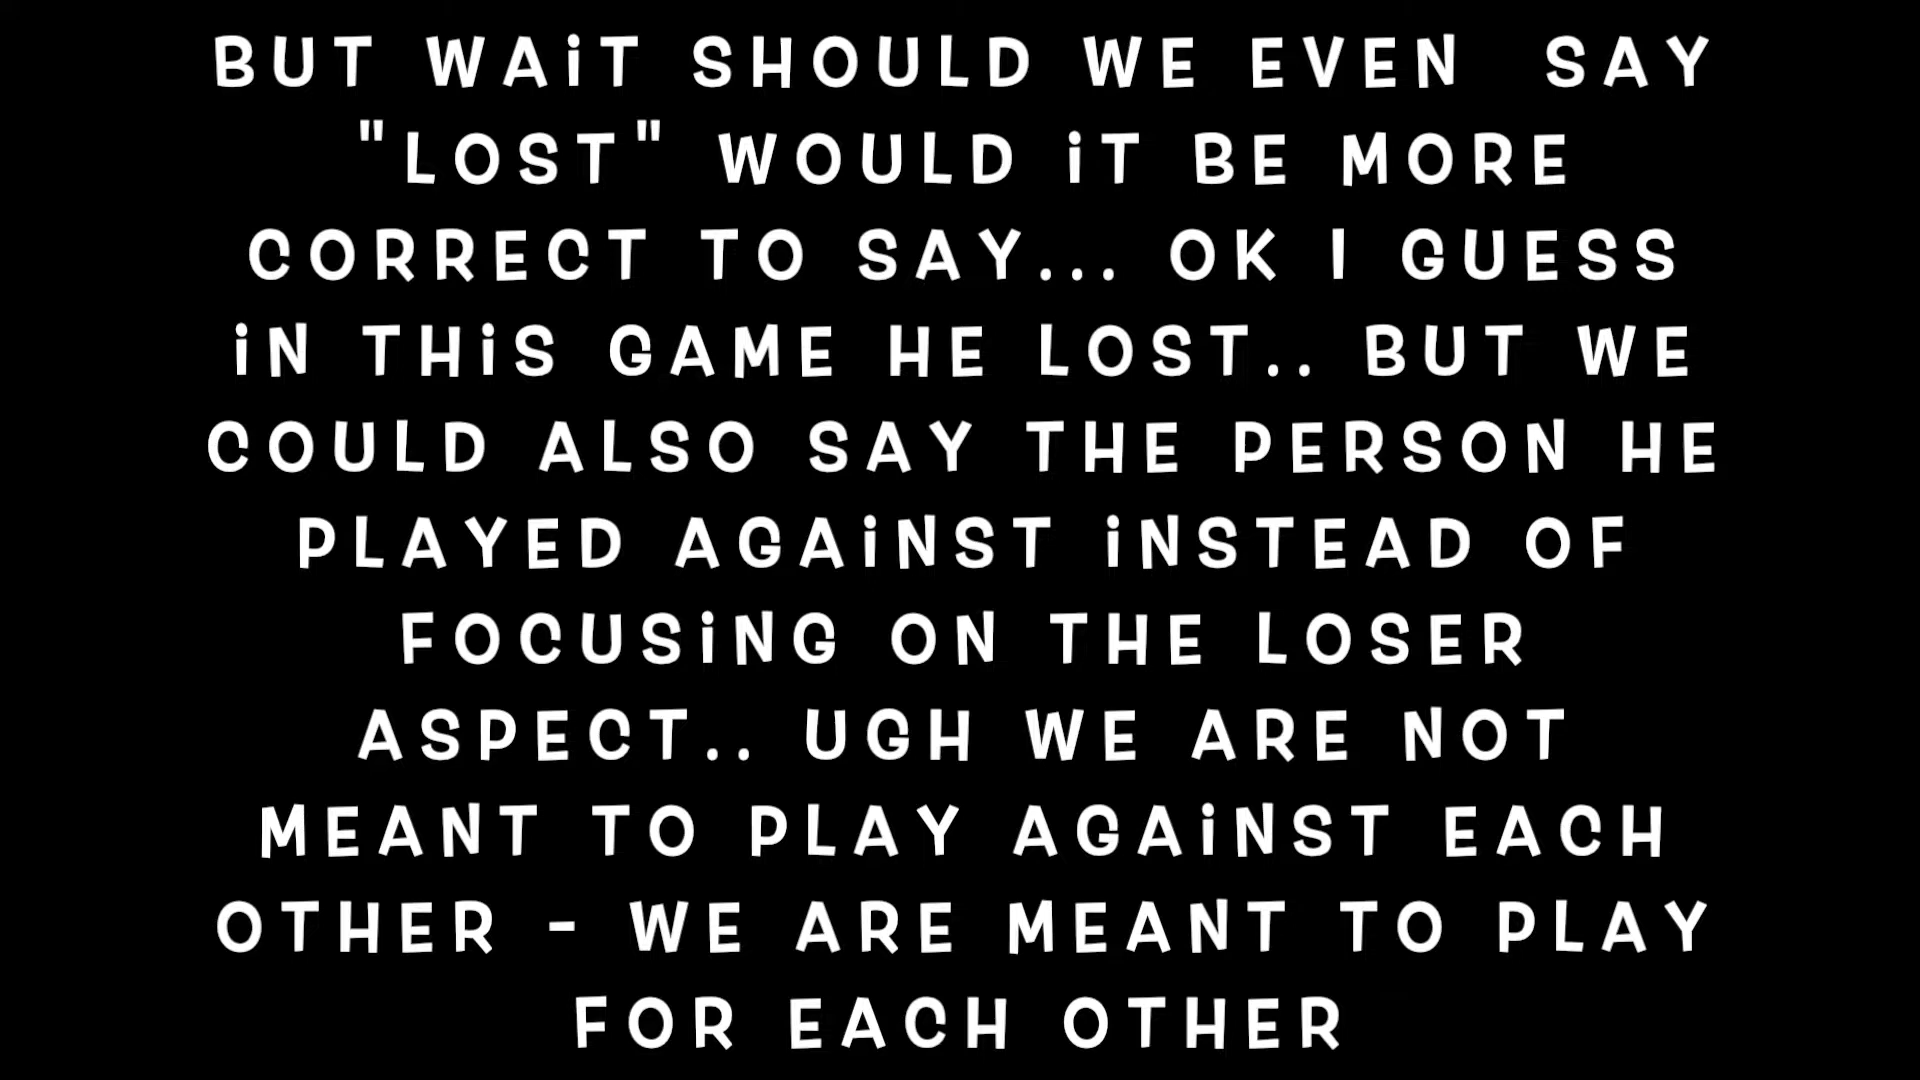 BUT WAiT SHOULD WE EVEN SAY
"LOST" WOULD iT BE MORE
CORRECT TO SAY... OK I GUESS
iN THiS GAME HE LOST.. BUT WE
COULD ALSO SAY THE PERSON HE
PLAYED AGAiNST iNSTEAD OF
FOCUSiNG ON THE LOSER
ASPECT.. UGH WE ARE NOT
MEANT TO PLAY AGAiNST EACH
OTHER - WE ARE MEANT TO PLAY
FOR EACH OTHER